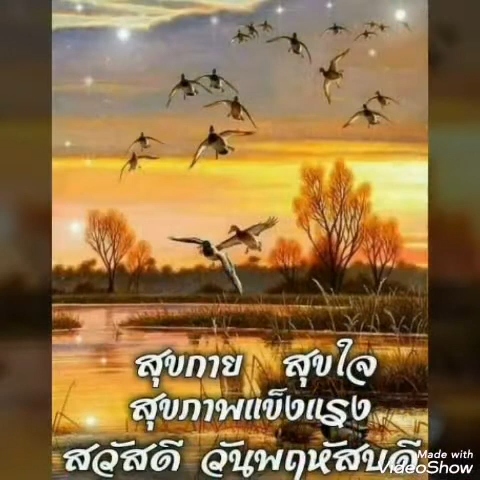 สุขกาย สุขใจ
สุขภาพแข็งแรง
สวัสดี วันพฤหัสบดี
Made with
VideoShow